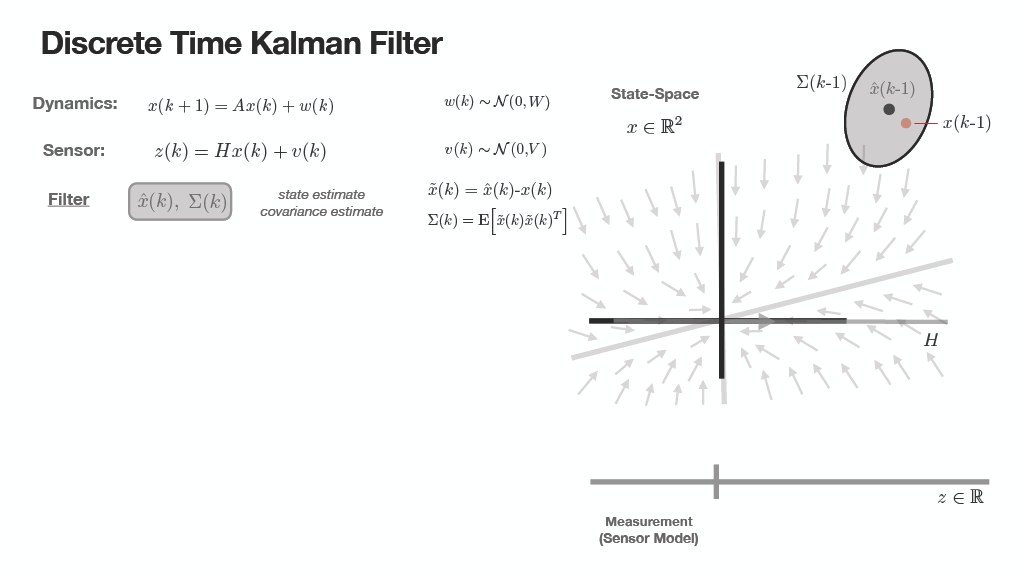 Discrete Time Kalman Filter
Dynamics: x(k + 1) = Ax(k) + w(k) w(k) ∼ 𝒩(0, W)
Sensor: z(k) = Hx(k) + v(k) v(k) ∼ 𝒩(0,V)
Filter x̂(k), Σ(k) state estimate x̃(k) = x̂(k)-x(k)
covariance estimate Σ(k) = E[x̃(k)x̃(k)ᵀ]
State-Space
x ∈ ℝ²
Σ(k-1)
x̂(k-1)
x(k-1)
H
z ∈ ℝ
Measurement
(Sensor Model)